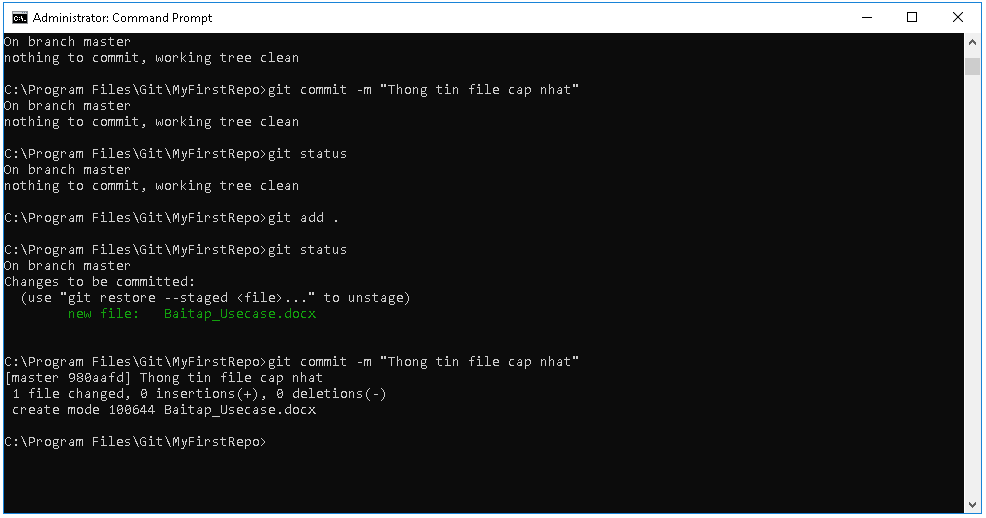 Administrator: Command Prompt
On branch master
nothing to commit, working tree clean
C:\Program Files\Git\MyFirstRepo>git commit -m "Thong tin file cap nhat"
On branch master
nothing to commit, working tree clean
C:\Program Files\Git\MyFirstRepo>git status
On branch master
nothing to commit, working tree clean
C:\Program Files\Git\MyFirstRepo>git add .
C:\Program Files\Git\MyFirstRepo>git status
On branch master
Changes to be committed:
  (use "git restore --staged <file>..." to unstage)
        new file:   Baitap_Usecase.docx
C:\Program Files\Git\MyFirstRepo>git commit -m "Thong tin file cap nhat"
[master 980aafd] Thong tin file cap nhat
 1 file changed, 0 insertions(+), 0 deletions(-)
 create mode 100644 Baitap_Usecase.docx
C:\Program Files\Git\MyFirstRepo>